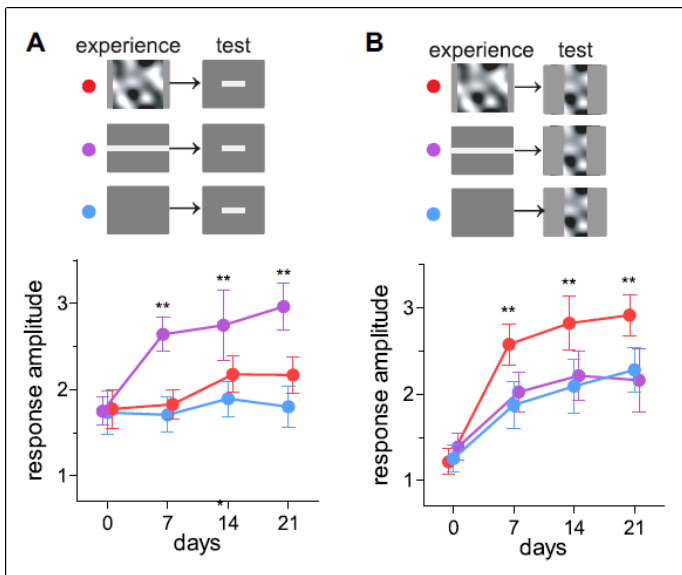 A
experience test
**
**
**
3
2
1
response amplitude
*
0 7 14 21
days
B
experience test
**
**
**
3
2
1
response amplitude
0 7 14 21
days